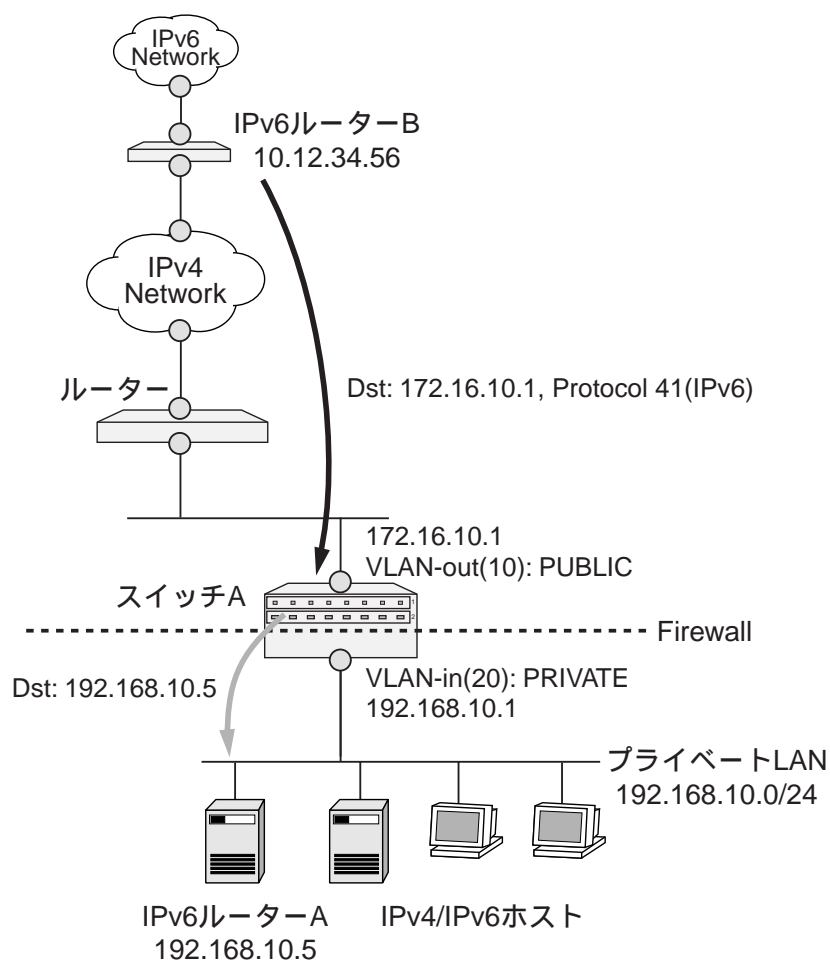 IPv6
Network
IPv6ルーターB
10.12.34.56
IPv4
Network
ルーター
Dst: 172.16.10.1, Protocol 41(IPv6)
172.16.10.1
VLAN-out(10): PUBLIC
スイッチA
1
2
Firewall
Dst: 192.168.10.5
VLAN-in(20): PRIVATE
192.168.10.1
プライベートLAN
192.168.10.0/24
IPv6ルーターA
192.168.10.5
IPv4/IPv6ホスト